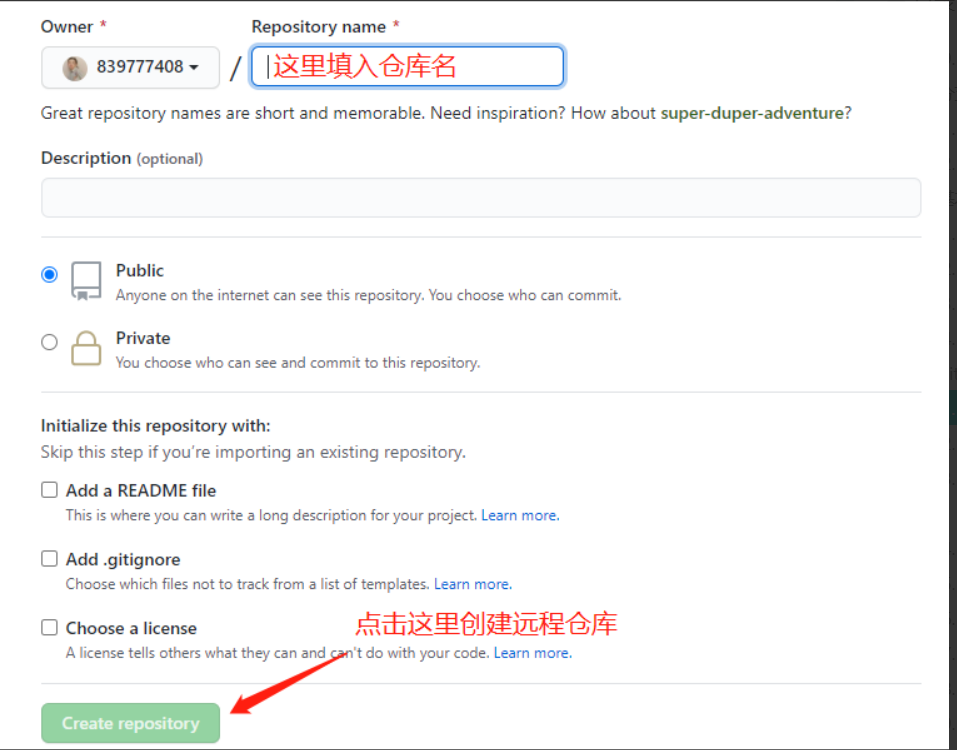 Owner * Repository name *
839777408 / 这里填入仓库名
Great repository names are short and memorable. Need inspiration? How about super-duper-adventure?
Description (optional)
Public
Anyone on the internet can see this repository. You choose who can commit.
Private
You choose who can see and commit to this repository.
Initialize this repository with:
Skip this step if you're importing an existing repository.
Add a README file
This is where you can write a long description for your project. Learn more.
Add .gitignore
Choose which files not to track from a list of templates. Learn more.
点击这里创建远程仓库
Choose a license
A license tells others what they can and can't do with your code. Learn more.
Create repository